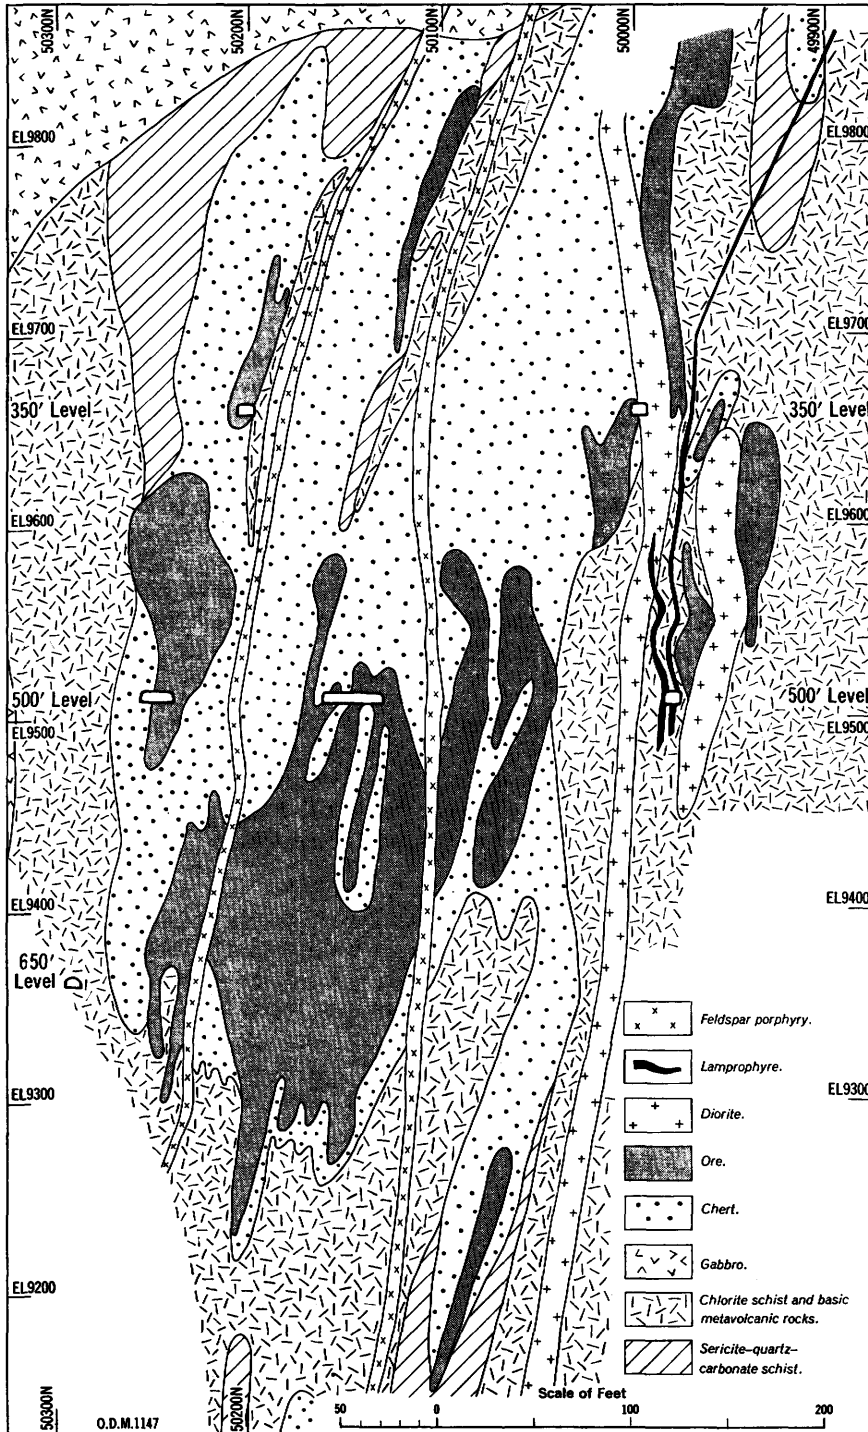 50300N 50200N 50100N 50000N 49900N
EL9800 EL9800
EL9700 EL9700
350' Level 350' Level
EL9600 EL9600
500' Level 500' Level
EL9500 EL9500
EL9400 EL9400
650'
Level
Feldspar porphyry.
Lamprophyre.
EL9300 EL9300
Diorite.
Ore.
Chert.
Gabbro.
EL9200
Chlorite schist and basic
metavolcanic rocks.
Sericite–quartz–
carbonate schist.
Scale of Feet
50300N 50200N
O.D.M.1147
50 0 100 200